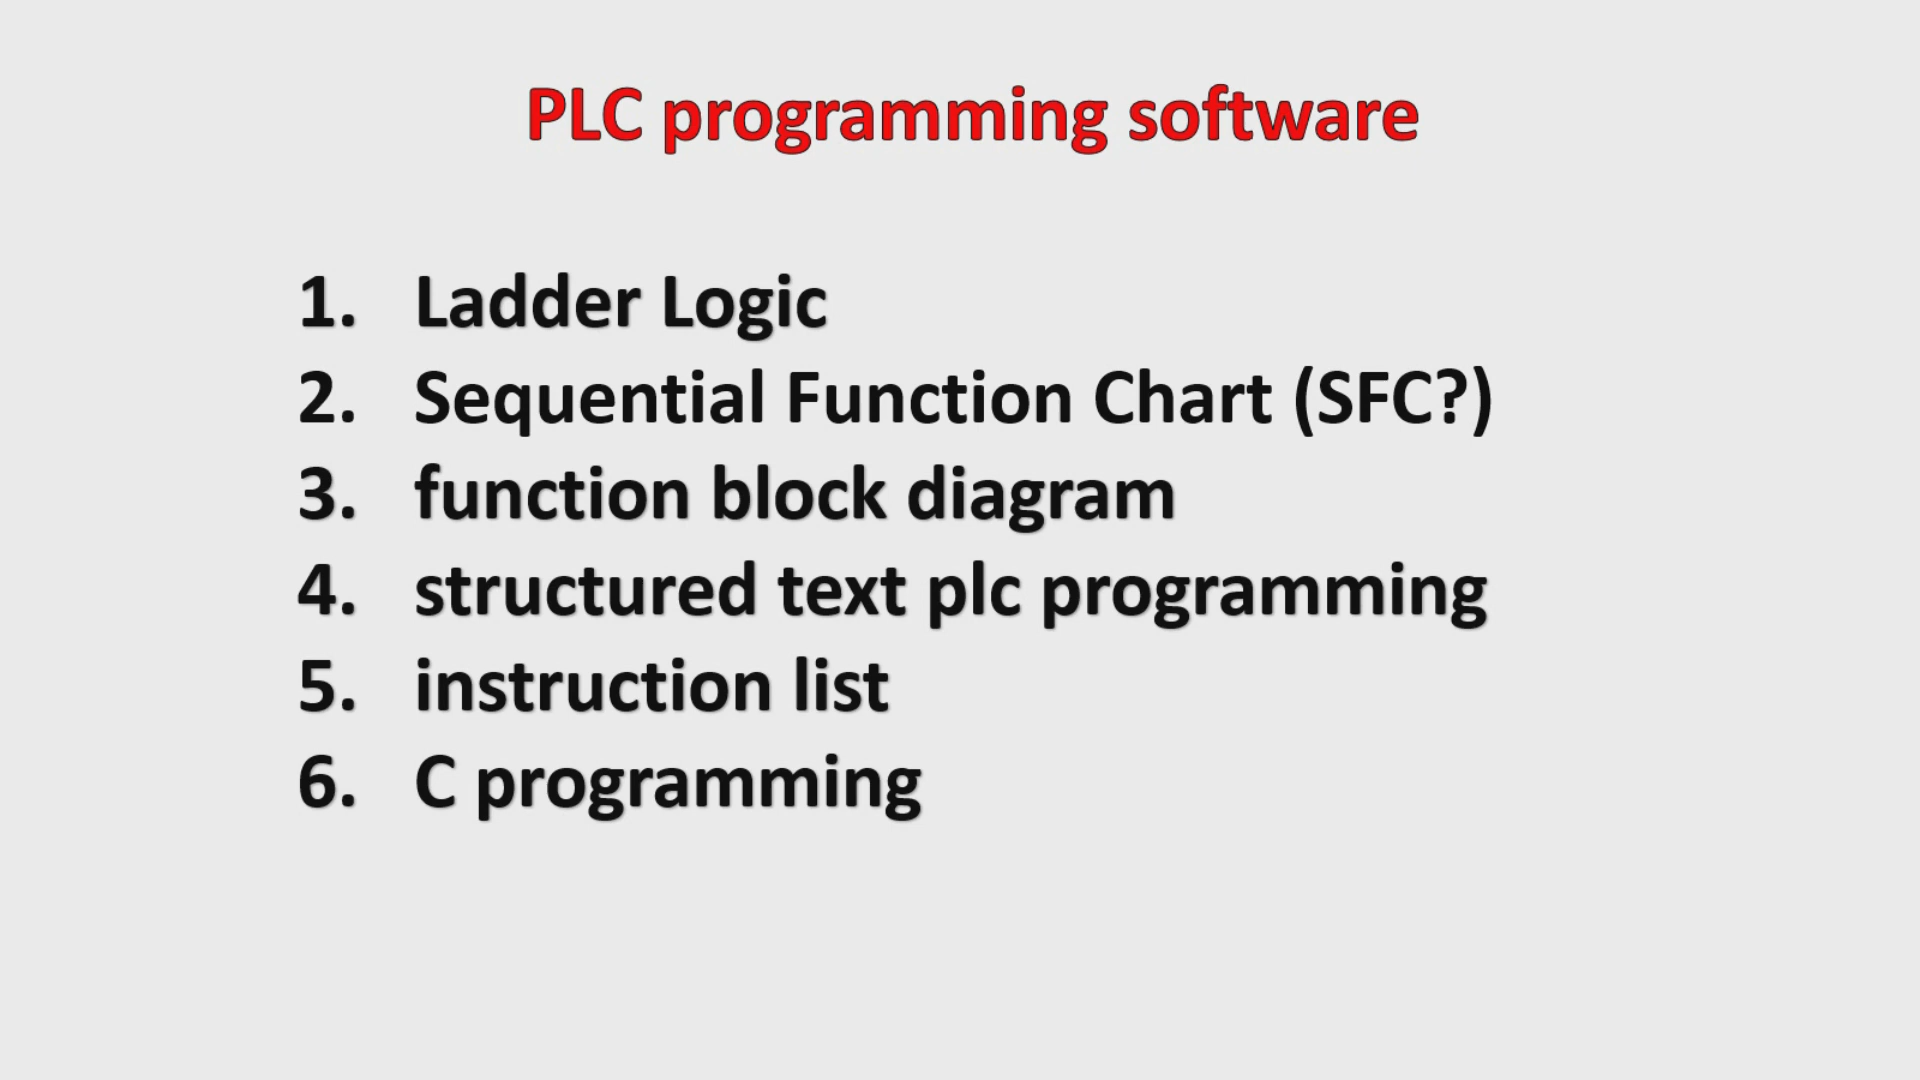 PLC programming software
1. Ladder Logic
2. Sequential Function Chart (SFC?)
3. function block diagram
4. structured text plc programming
5. instruction list
6. C programming